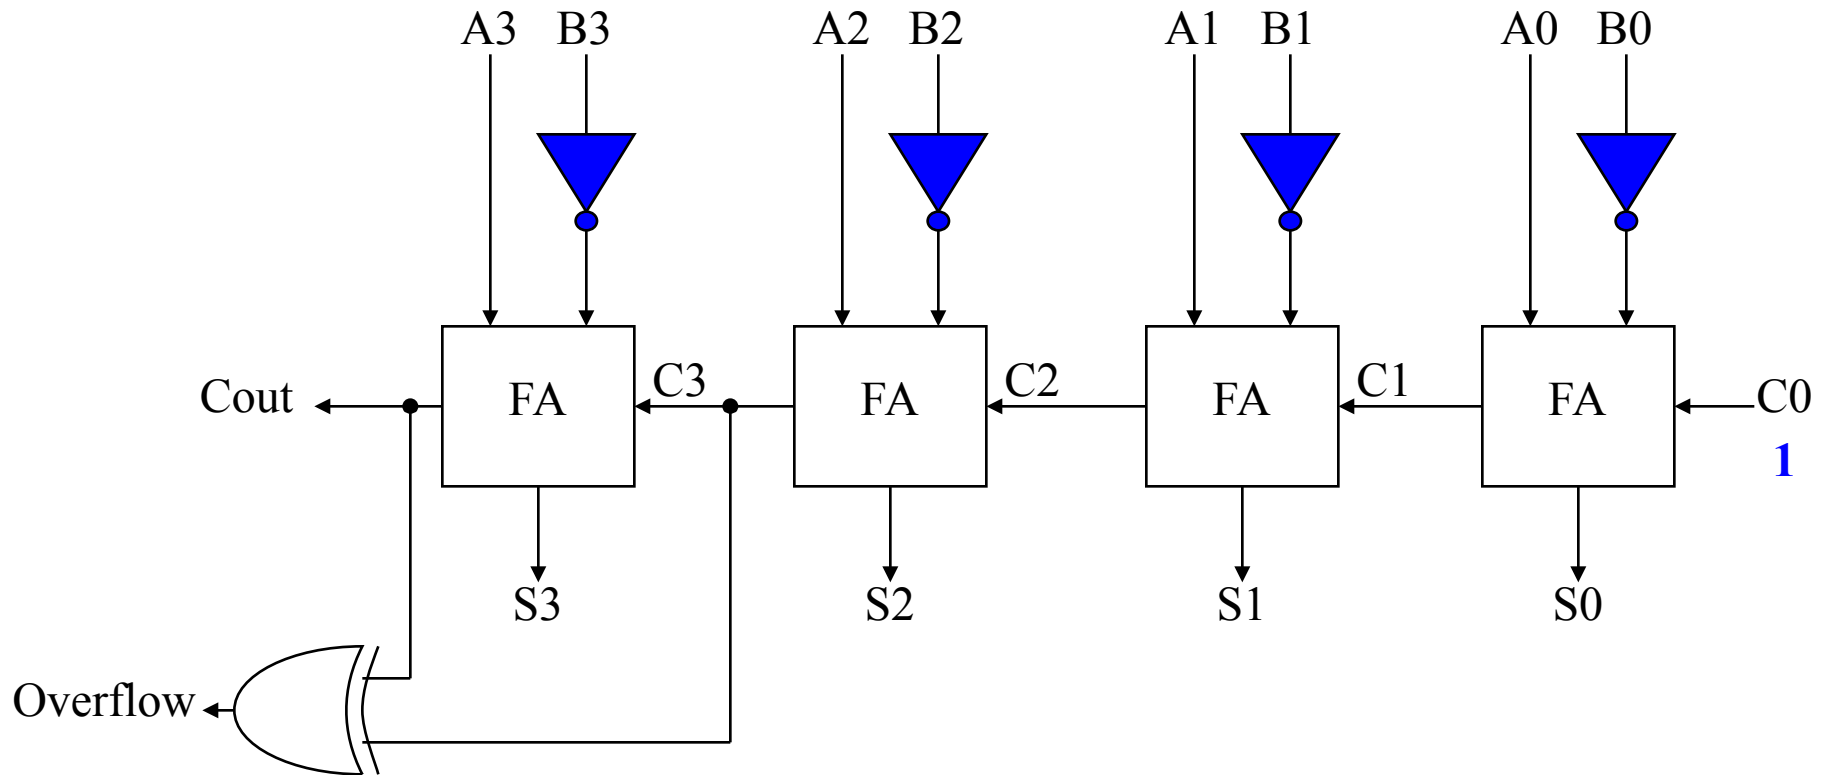 A3 B3 A2 B2 A1 B1 A0 B0
Cout FA C3 FA C2 FA C1 FA C0
1
S3 S2 S1 S0
Overflow